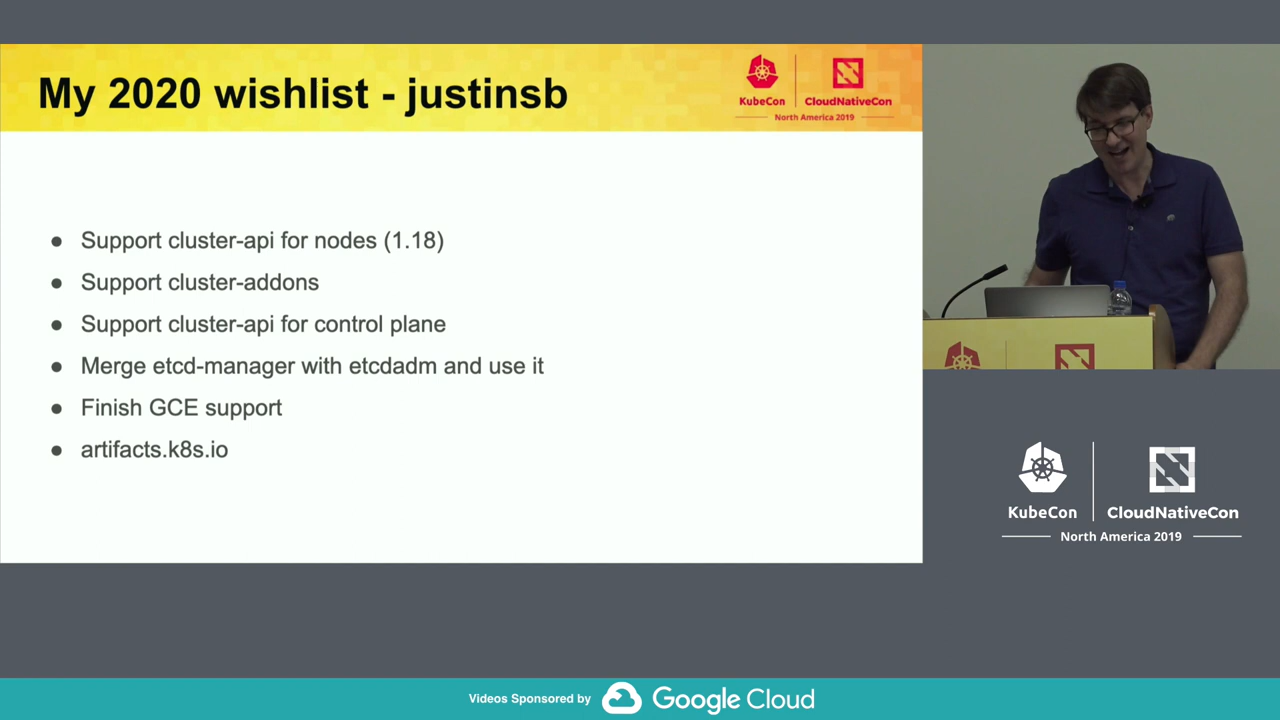 My 2020 wishlist - justinsb
KubeCon
CloudNativeCon
North America 2019
● Support cluster-api for nodes (1.18)
● Support cluster-addons
● Support cluster-api for control plane
● Merge etcd-manager with etcdadm and use it
● Finish GCE support
● artifacts.k8s.io
KubeCon
CloudNativeCon
North America 2019
Videos Sponsored by Google Cloud